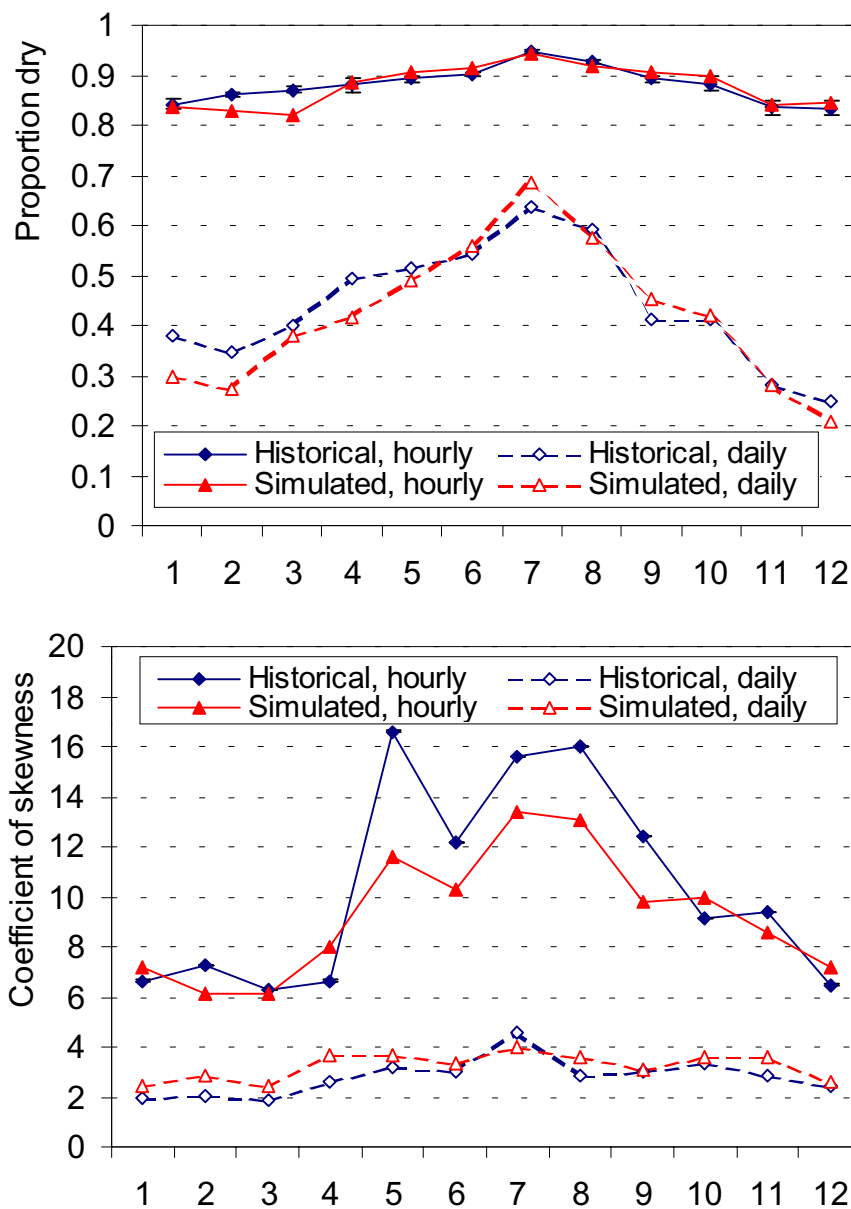 Proportion dry
1
0.9
0.8
0.7
0.6
0.5
0.4
0.3
0.2
0.1
0
Historical, hourly
Historical, daily
Simulated, hourly
Simulated, daily
1 2 3 4 5 6 7 8 9 10 11 12
Coefficient of skewness
20
18
16
14
12
10
8
6
4
2
0
Historical, hourly
Historical, daily
Simulated, hourly
Simulated, daily
1 2 3 4 5 6 7 8 9 10 11 12